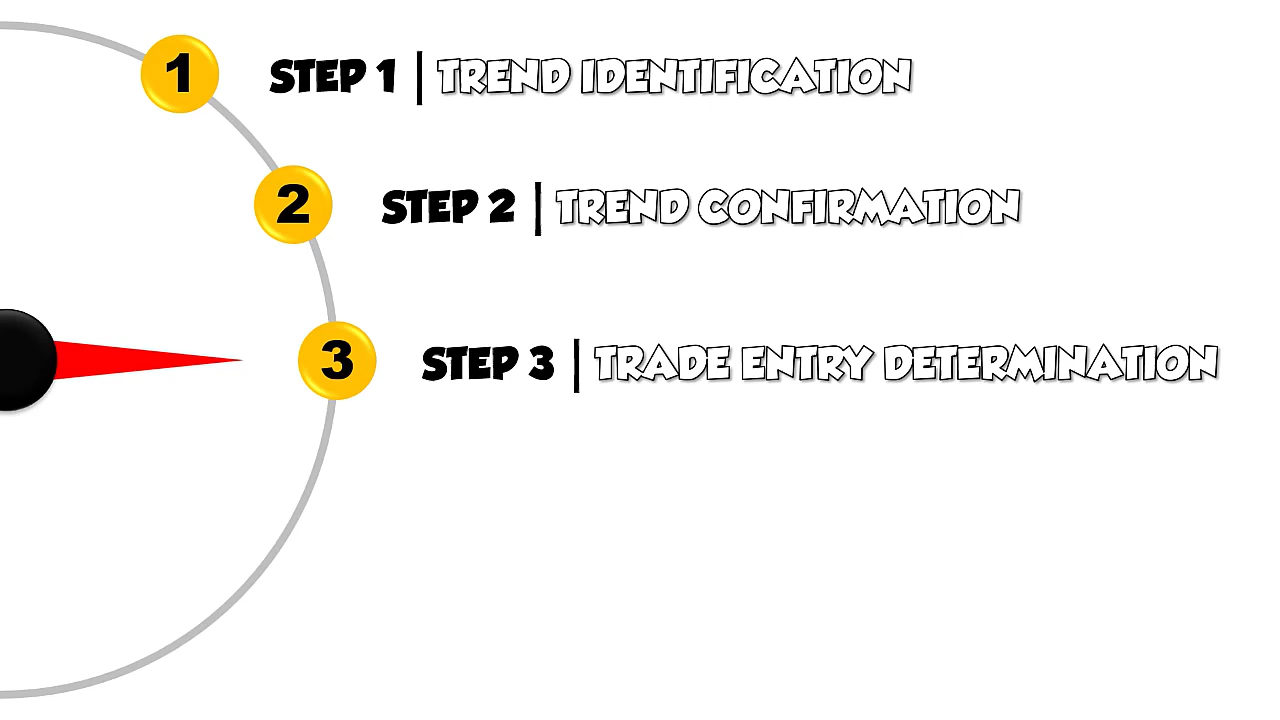 1 STEP 1 | TREND IDENTIFICATION
2 STEP 2 | TREND CONFIRMATION
3 STEP 3 | TRADE ENTRY DETERMINATION